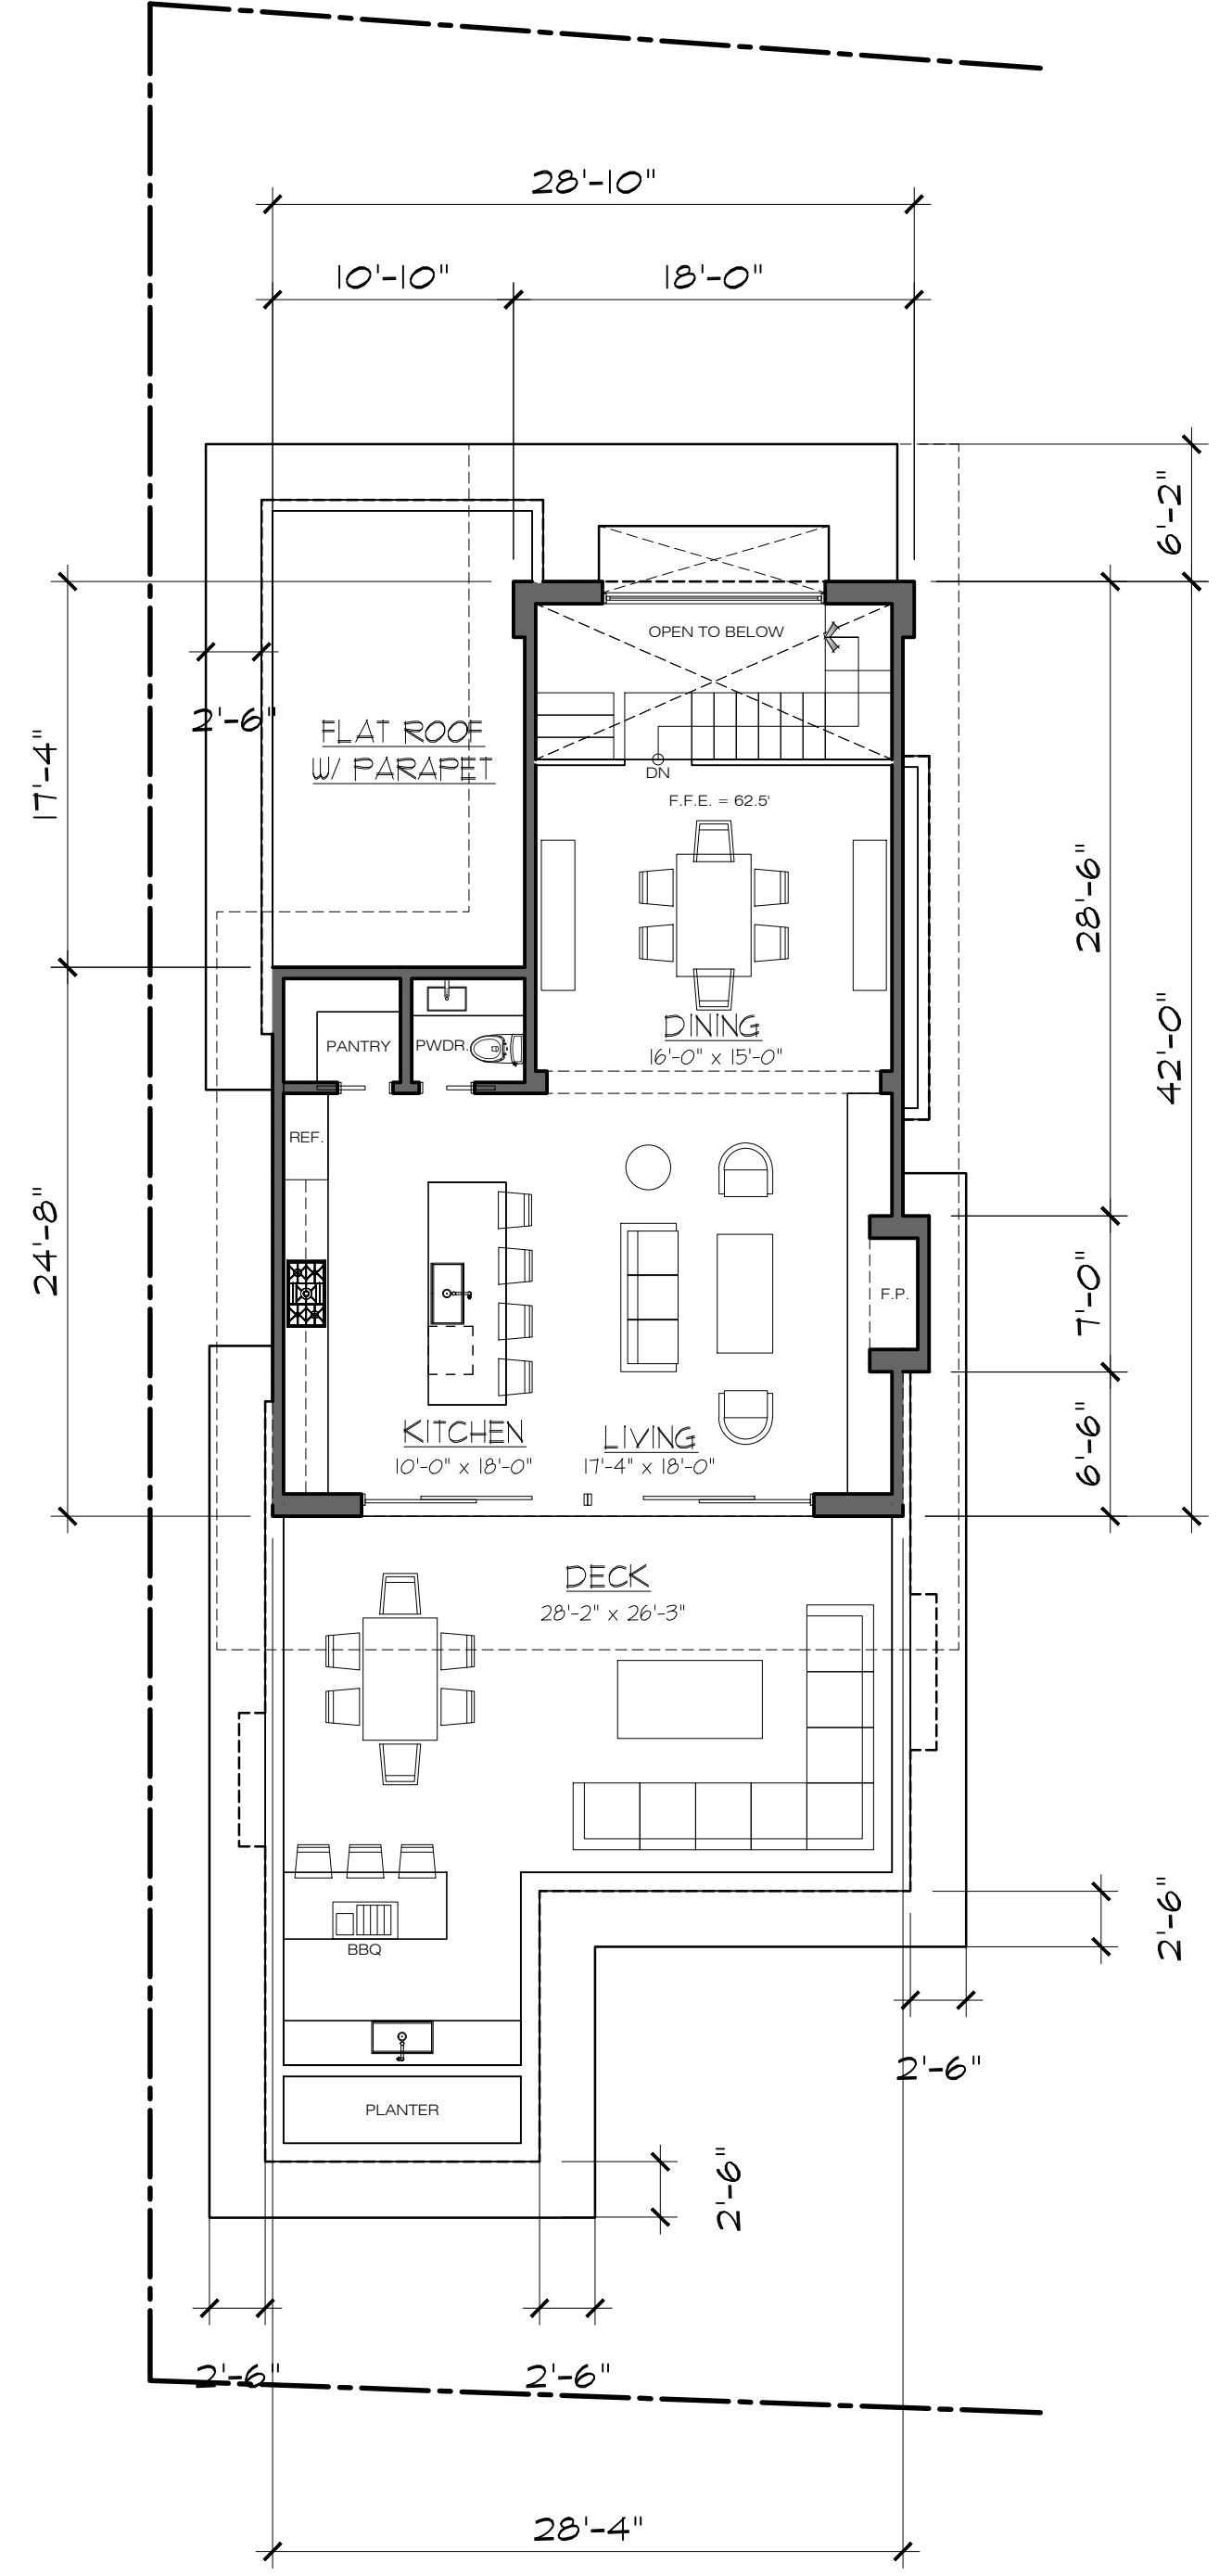 28'-10"
10'-10"
18'-0"
6'-2"
OPEN TO BELOW
2'-6"
FLAT ROOF
W/ PARAPET
17'-4"
DN
F.F.E. = 62.5'
28'-6"
42'-0"
DINING
16'-0" x 15'-0"
PANTRY
PWDR.
REF.
24'-8"
F.P.
7'-0"
KITCHEN
10'-0" x 18'-0"
LIVING
17'-4" x 18'-0"
6'-6"
DECK
28'-2" x 26'-3"
BBQ
2'-6"
2'-6"
PLANTER
2'-6"
2'-6"
2'-6"
28'-4"